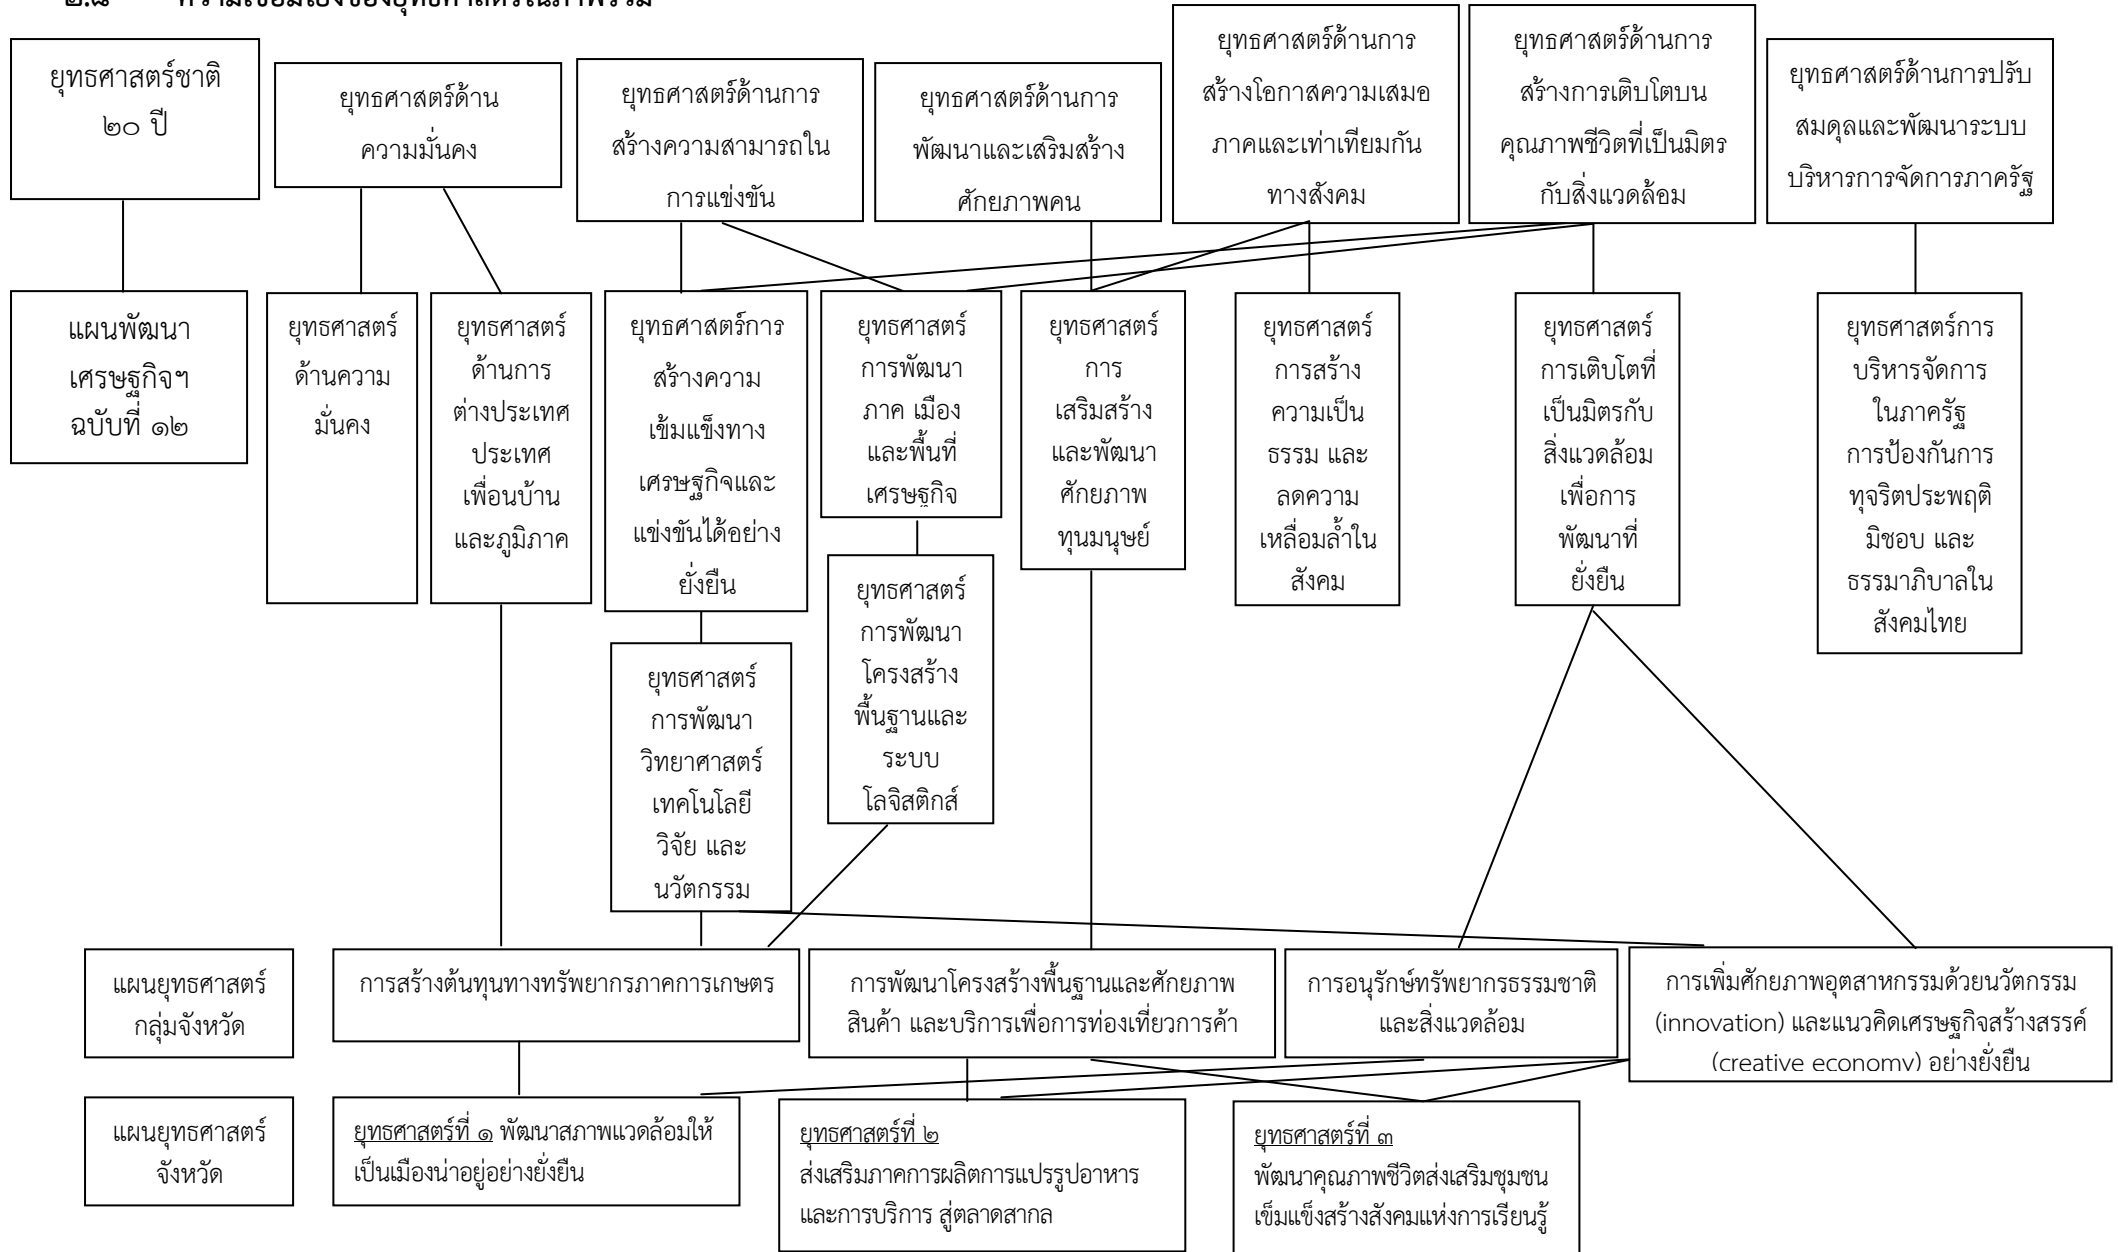 ๒.๘ ความเชื่อมโยงของยุทธศาสตร์ในภาพรวม
ยุทธศาสตร์ชาติ
๒๐ ปี
ยุทธศาสตร์ด้าน
ความมั่นคง
ยุทธศาสตร์ด้านการ
สร้างความสามารถใน
การแข่งขัน
ยุทธศาสตร์ด้านการ
พัฒนาและเสริมสร้าง
ศักยภาพคน
ยุทธศาสตร์ด้านการ
สร้างโอกาสความเสมอ
ภาคและเท่าเทียมกัน
ทางสังคม
ยุทธศาสตร์ด้านการ
สร้างการเติบโตบน
คุณภาพชีวิตที่เป็นมิตร
กับสิ่งแวดล้อม
ยุทธศาสตร์ด้านการปรับ
สมดุลและพัฒนาระบบ
บริหารการจัดการภาครัฐ
แผนพัฒนา
เศรษฐกิจฯ
ฉบับที่ ๑๒
ยุทธศาสตร์
ด้านความ
มั่นคง
ยุทธศาสตร์
ด้านการ
ต่างประเทศ
ประเทศ
เพื่อนบ้าน
และภูมิภาค
ยุทธศาสตร์การ
สร้างความ
เข้มแข็งทาง
เศรษฐกิจและ
แข่งขันได้อย่าง
ยั่งยืน
ยุทธศาสตร์
การพัฒนา
ภาค เมือง
และพื้นที่
เศรษฐกิจ
ยุทธศาสตร์
การ
เสริมสร้าง
และพัฒนา
ศักยภาพ
ทุนมนุษย์
ยุทธศาสตร์
การสร้าง
ความเป็น
ธรรม และ
ลดความ
เหลื่อมล้ำใน
สังคม
ยุทธศาสตร์
การเติบโตที่
เป็นมิตรกับ
สิ่งแวดล้อม
เพื่อการ
พัฒนาที่
ยั่งยืน
ยุทธศาสตร์การ
บริหารจัดการ
ในภาครัฐ
การป้องกันการ
ทุจริตประพฤติ
มิชอบ และ
ธรรมาภิบาลใน
สังคมไทย
ยุทธศาสตร์
การพัฒนา
วิทยาศาสตร์
เทคโนโลยี
วิจัย และ
นวัตกรรม
ยุทธศาสตร์
การพัฒนา
โครงสร้าง
พื้นฐานและ
ระบบ
โลจิสติกส์
แผนยุทธศาสตร์
กลุ่มจังหวัด
การสร้างต้นทุนทางทรัพยากรภาคการเกษตร
การพัฒนาโครงสร้างพื้นฐานและศักยภาพ
สินค้า และบริการเพื่อการท่องเที่ยวการค้า
การอนุรักษ์ทรัพยากรธรรมชาติ
และสิ่งแวดล้อม
การเพิ่มศักยภาพอุตสาหกรรมด้วยนวัตกรรม
(innovation) และแนวคิดเศรษฐกิจสร้างสรรค์
(creative economy) อย่างยั่งยืน
แผนยุทธศาสตร์
จังหวัด
ยุทธศาสตร์ที่ ๑ พัฒนาสภาพแวดล้อมให้
เป็นเมืองน่าอยู่อย่างยั่งยืน
ยุทธศาสตร์ที่ ๒
ส่งเสริมภาคการผลิตการแปรรูปอาหาร
และการบริการ สู่ตลาดสากล
ยุทธศาสตร์ที่ ๓
พัฒนาคุณภาพชีวิตส่งเสริมชุมชน
เข็มแข็งสร้างสังคมแห่งการเรียนรู้